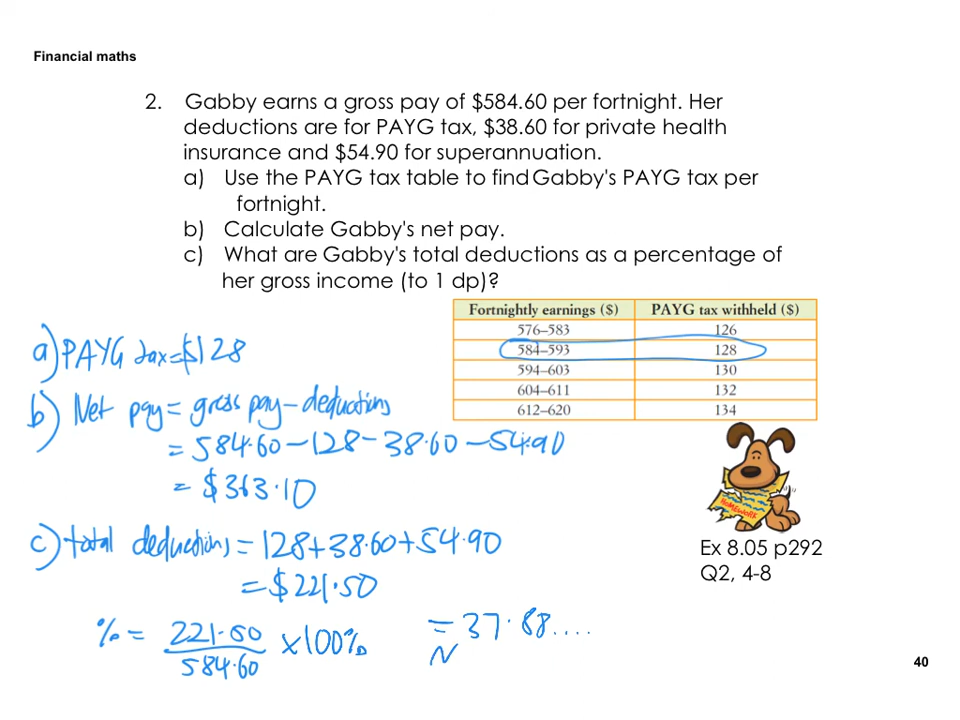 Financial maths
2. Gabby earns a gross pay of $584.60 per fortnight. Her
deductions are for PAYG tax, $38.60 for private health
insurance and $54.90 for superannuation.
a) Use the PAYG tax table to find Gabby's PAYG tax per
fortnight.
b) Calculate Gabby's net pay.
c) What are Gabby's total deductions as a percentage of
her gross income (to 1 dp)?
Fortnightly earnings ($) PAYG tax withheld ($)
576–583 126
584–593 128
594–603 130
604–611 132
612–620 134
a) PAYG tax = $128
b) Net pay = gross pay – deductions
= 584.60 – 128 – 38.60 – 54.90
= $363.10
c) total deductions = 128 + 38.60 + 54.90
= $221.50
% = 221.50 / 584.60 × 100% = 37.88....
HOMEWORK
Ex 8.05 p292
Q2, 4-8
40